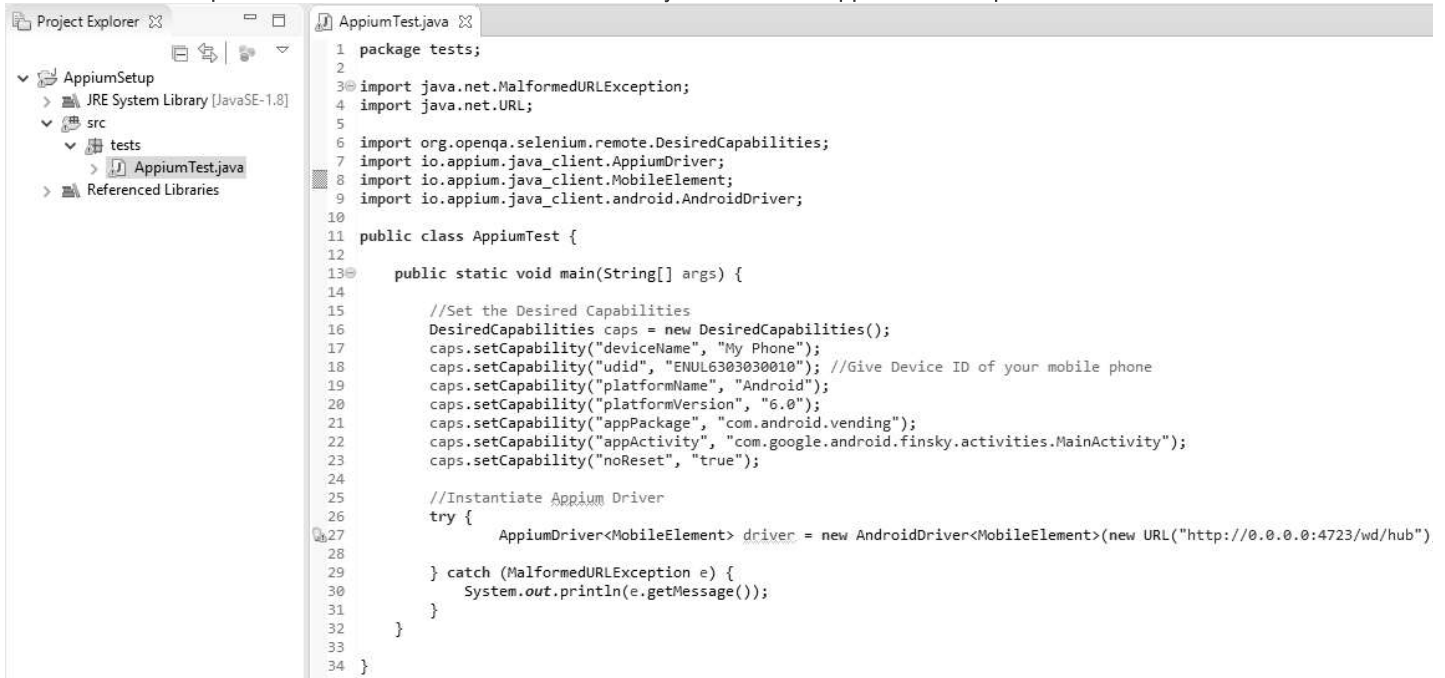 Project Explorer
AppiumSetup
JRE System Library [JavaSE-1.8]
src
tests
AppiumTest.java
Referenced Libraries
AppiumTest.java
1 package tests;
2
3 import java.net.MalformedURLException;
4 import java.net.URL;
5
6 import org.openqa.selenium.remote.DesiredCapabilities;
7 import io.appium.java_client.AppiumDriver;
8 import io.appium.java_client.MobileElement;
9 import io.appium.java_client.android.AndroidDriver;
10
11 public class AppiumTest {
12
13 public static void main(String[] args) {
14
15 //Set the Desired Capabilities
16 DesiredCapabilities caps = new DesiredCapabilities();
17 caps.setCapability("deviceName", "My Phone");
18 caps.setCapability("udid", "ENUL6303030010"); //Give Device ID of your mobile phone
19 caps.setCapability("platformName", "Android");
20 caps.setCapability("platformVersion", "6.0");
21 caps.setCapability("appPackage", "com.android.vending");
22 caps.setCapability("appActivity", "com.google.android.finsky.activities.MainActivity");
23 caps.setCapability("noReset", "true");
24
25 //Instantiate Appium Driver
26 try {
27 AppiumDriver<MobileElement> driver = new AndroidDriver<MobileElement>(new URL("http://0.0.0.0:4723/wd/hub")
28
29 } catch (MalformedURLException e) {
30 System.out.println(e.getMessage());
31 }
32 }
33
34 }